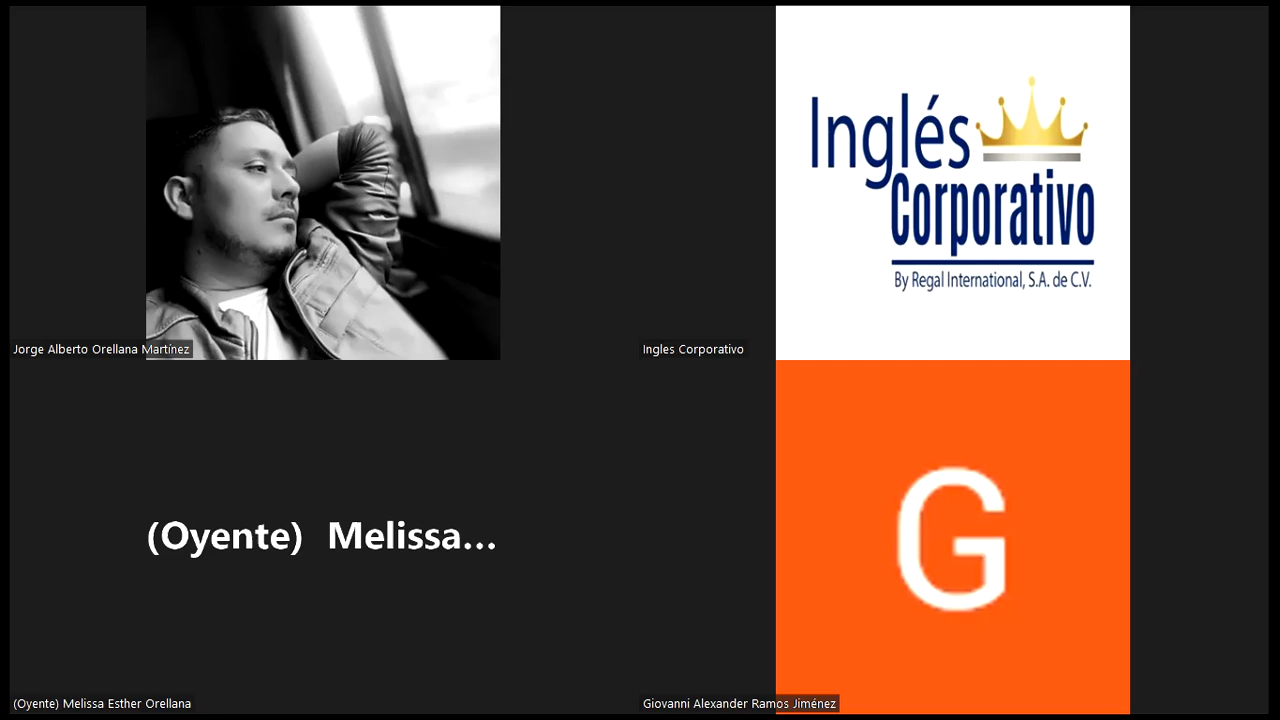 Jorge Alberto Orellana Martínez
Inglés
Corporativo
By Regal International, S.A. de C.V.
Ingles Corporativo
(Oyente) Melissa...
(Oyente) Melissa Esther Orellana
G
Giovanni Alexander Ramos Jiménez